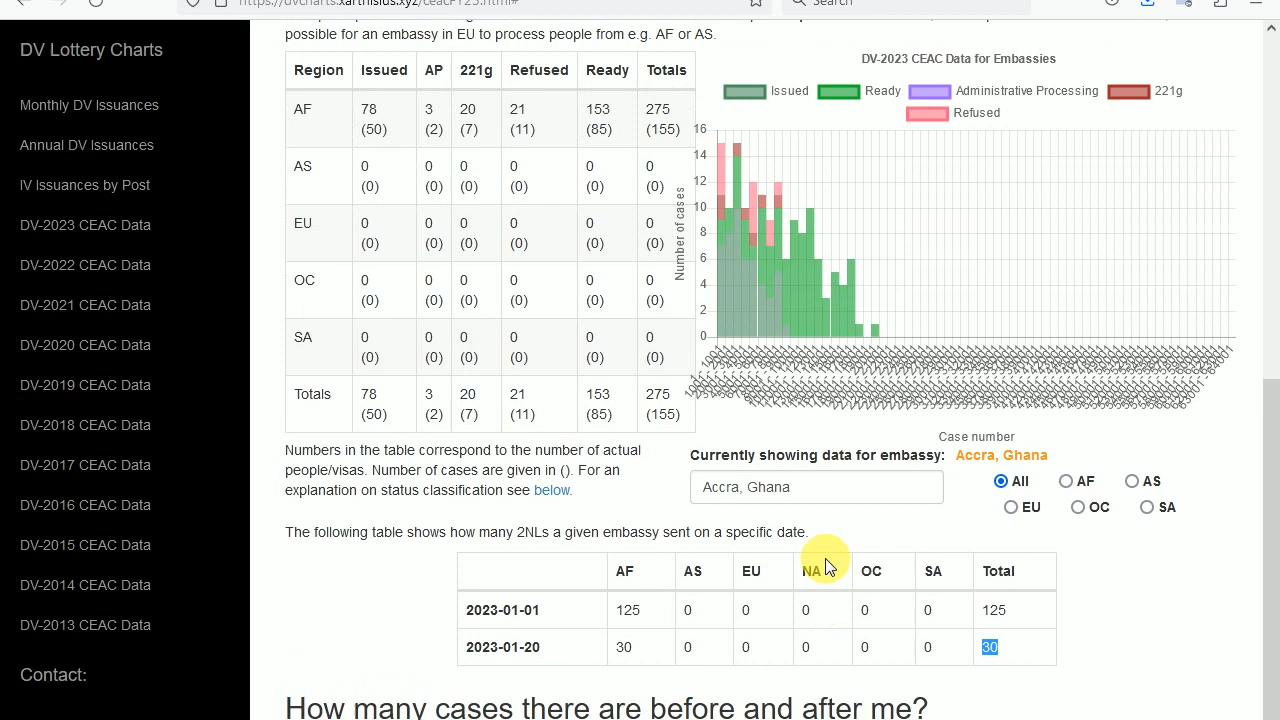 https://dvcharts.xarthisius.xyz/ceacFY23.html#
Search
DV Lottery Charts
Monthly DV Issuances
Annual DV Issuances
IV Issuances by Post
DV-2023 CEAC Data
DV-2022 CEAC Data
DV-2021 CEAC Data
DV-2020 CEAC Data
DV-2019 CEAC Data
DV-2018 CEAC Data
DV-2017 CEAC Data
DV-2016 CEAC Data
DV-2015 CEAC Data
DV-2014 CEAC Data
DV-2013 CEAC Data
Contact:
possible for an embassy in EU to process people from e.g. AF or AS.
Region Issued AP 221g Refused Ready Totals
AF 78 (50) 3 (2) 20 (7) 21 (11) 153 (85) 275 (155)
AS 0 (0) 0 (0) 0 (0) 0 (0) 0 (0) 0 (0)
EU 0 (0) 0 (0) 0 (0) 0 (0) 0 (0) 0 (0)
OC 0 (0) 0 (0) 0 (0) 0 (0) 0 (0) 0 (0)
SA 0 (0) 0 (0) 0 (0) 0 (0) 0 (0) 0 (0)
Totals 78 (50) 3 (2) 20 (7) 21 (11) 153 (85) 275 (155)
DV-2023 CEAC Data for Embassies
Issued Ready Administrative Processing 221g
Refused
16
14
12
10
8
6
4
2
0
Number of cases
Case number
Numbers in the table correspond to the number of actual
people/visas. Number of cases are given in (). For an
explanation on status classification see below.
Currently showing data for embassy: Accra, Ghana
Accra, Ghana
All AF AS
EU OC SA
The following table shows how many 2NLs a given embassy sent on a specific date.
AF AS EU NA OC SA Total
2023-01-01 125 0 0 0 0 0 125
2023-01-20 30 0 0 0 0 0 30
How many cases there are before and after me?